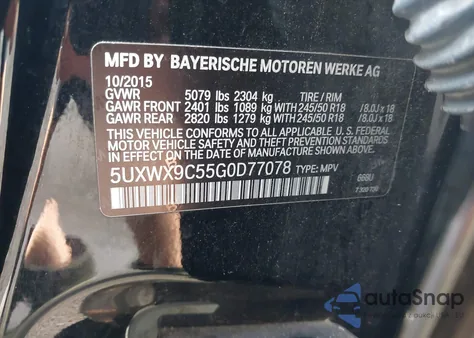 MFD BY BAYERISCHE MOTOREN WERKE AG
10/2015
GVWR 5079 lbs 2304 kg TIRE / RIM
GAWR FRONT 2401 lbs 1089 kg WITH 245/50 R18 / 8.0J x 18
GAWR REAR 2820 lbs 1279 kg WITH 245/50 R18 / 8.0J x 18
THIS VEHICLE CONFORMS TO ALL APPLICABLE U. S. FEDERAL
MOTOR VEHICLE SAFETY, BUMPER, AND THEFT PREVENTION
STANDARDS IN EFFECT ON THE DATE OF MANUFACTURE
SHOWN ABOVE.
5UXWX9C55G0D77078 TYPE: MPV
autoSnap